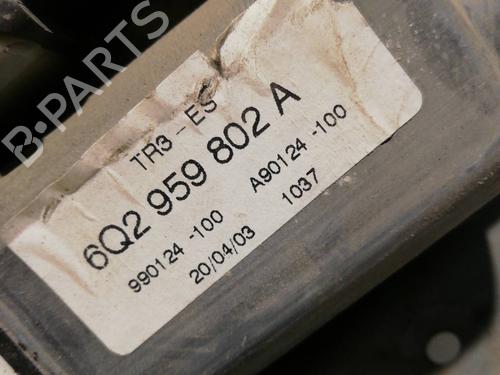 B-PARTS
TR3 - ES
6Q2 959 802 A
990124 -100 A90124 -100
20/04/03 1037